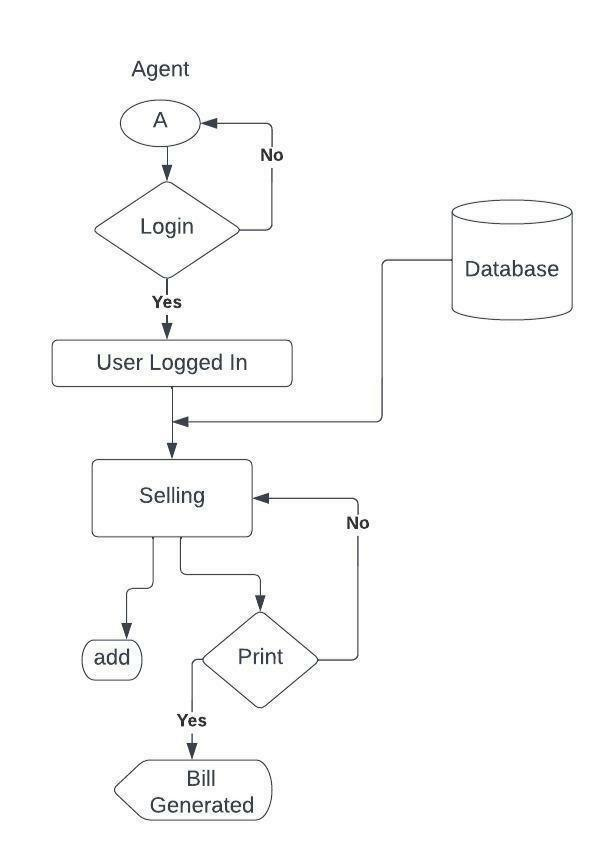 Agent
A
No
Login
Database
Yes
User Logged In
Selling
No
add
Print
Yes
Bill
Generated